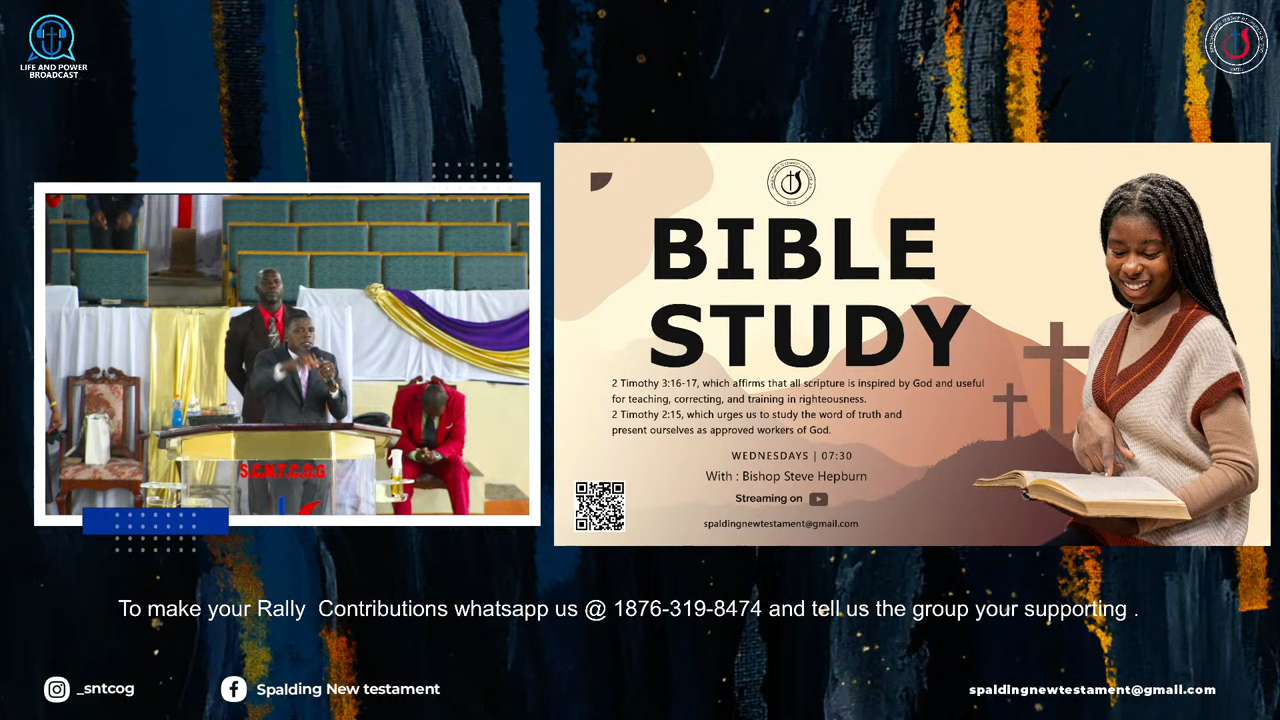 LIFE AND POWER
BROADCAST
S.C.N.T.C.O.G
BIBLE
STUDY
2 Timothy 3:16-17, which affirms that all scripture is inspired by God and useful
for teaching, correcting, and training in righteousness.
2 Timothy 2:15, which urges us to study the word of truth and
present ourselves as approved workers of God.
WEDNESDAYS | 07:30
With : Bishop Steve Hepburn
Streaming on
spaldingnewtestament@gmail.com
To make your Rally  Contributions whatsapp us @ 1876-319-8474 and tell us the group your supporting .
_sntcog
Spalding New testament
spaldingnewtestament@gmail.com